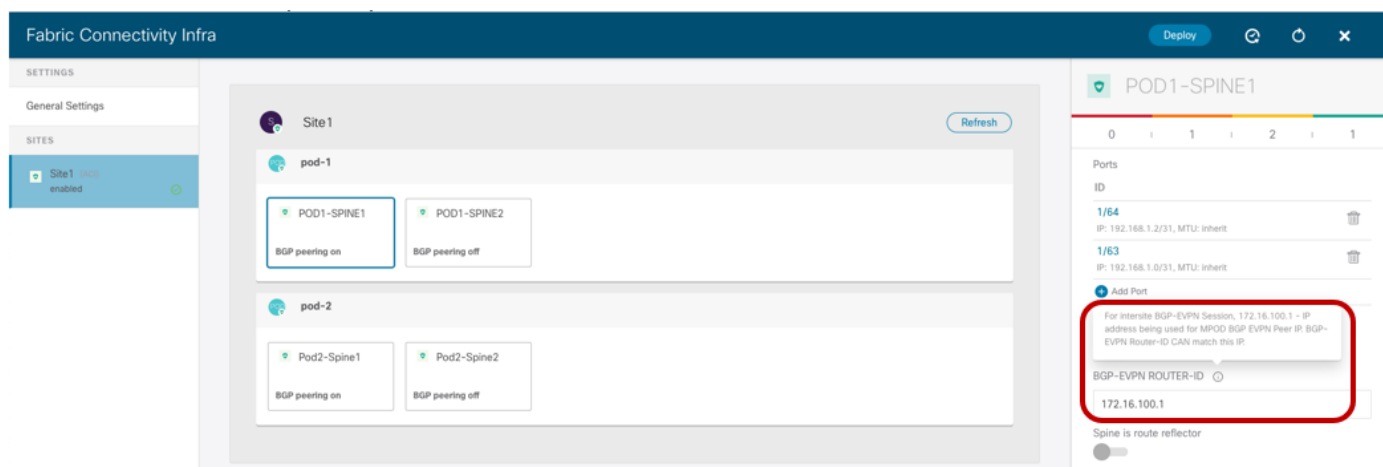 Fabric Connectivity Infra
Deploy
SETTINGS
General Settings
SITES
Site1
enabled
S
Site1
Refresh
pod-1
POD1-SPINE1
POD1-SPINE2
BGP peering on
BGP peering off
pod-2
Pod2-Spine1
Pod2-Spine2
BGP peering on
BGP peering off
POD1-SPINE1
0 1 2 1
Ports
ID
1/64
IP: 192.168.1.2/31, MTU: inherit
1/63
IP: 192.168.1.0/31, MTU: inherit
Add Port
For intersite BGP-EVPN Session, 172.16.100.1 - IP
address being used for MPOD BGP EVPN Peer IP. BGP-
EVPN Router-ID CAN match this IP.
BGP-EVPN ROUTER-ID
172.16.100.1
Spine is route reflector